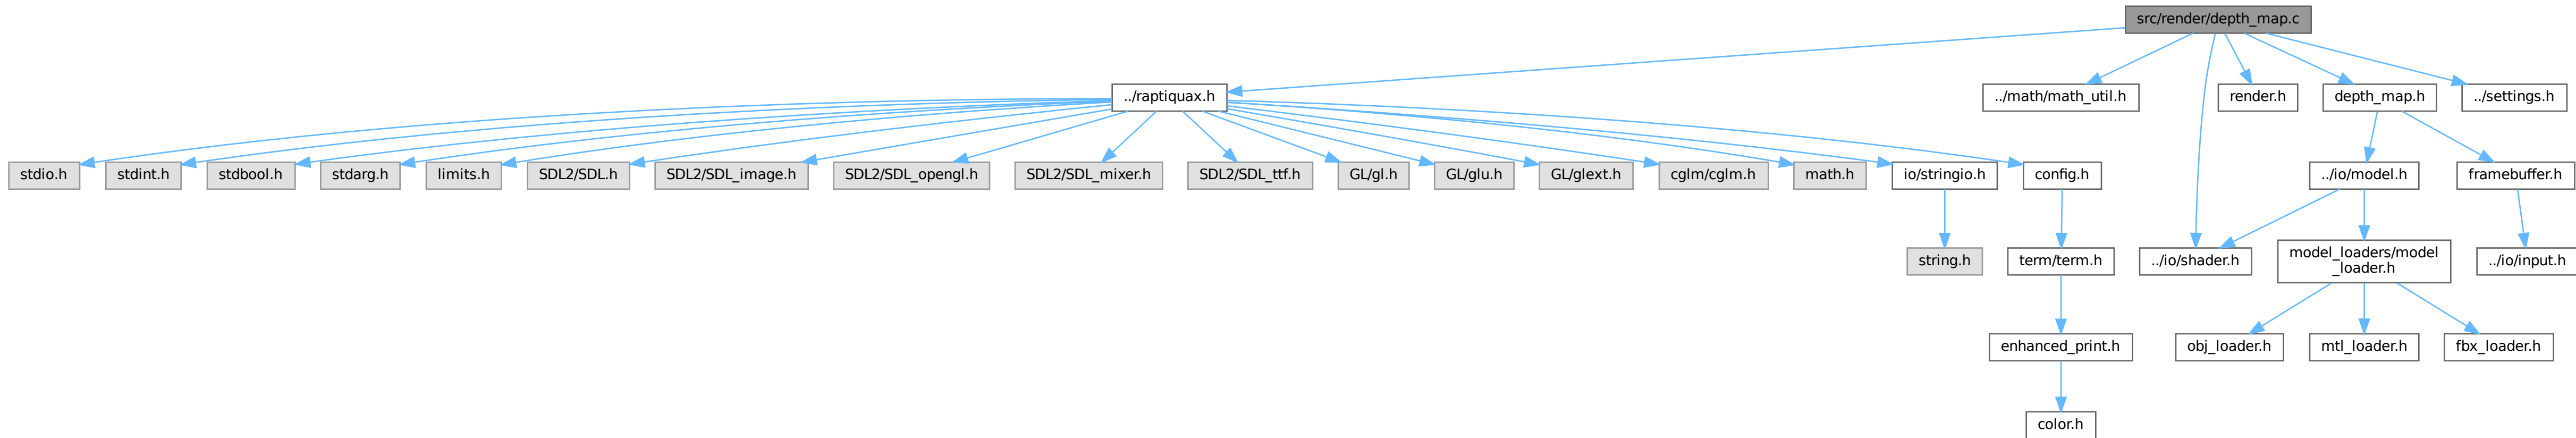 src/render/depth_map.c
../raptiquax.h
../math/math_util.h
render.h
depth_map.h
../settings.h
stdio.h
stdint.h
stdbool.h
stdarg.h
limits.h
SDL2/SDL.h
SDL2/SDL_image.h
SDL2/SDL_opengl.h
SDL2/SDL_mixer.h
SDL2/SDL_ttf.h
GL/gl.h
GL/glu.h
GL/glext.h
cglm/cglm.h
math.h
io/stringio.h
config.h
../io/model.h
framebuffer.h
string.h
term/term.h
../io/shader.h
model_loaders/model
_loader.h
../io/input.h
enhanced_print.h
obj_loader.h
mtl_loader.h
fbx_loader.h
color.h